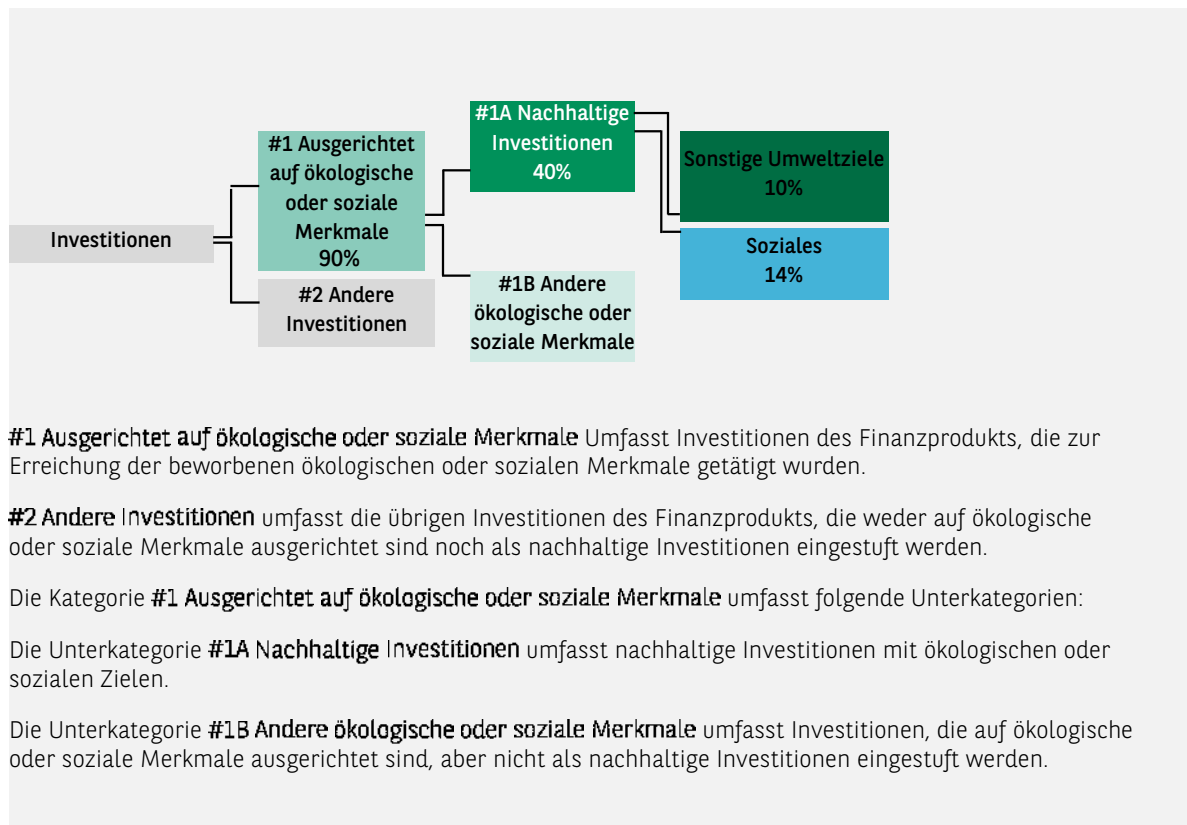 #1A Nachhaltige
Investitionen
40%
#1 Ausgerichtet
auf ökologische
oder soziale
Merkmale
90%
Sonstige Umweltziele
10%
Investitionen
Soziales
14%
#2 Andere
Investitionen
#1B Andere
ökologische oder
soziale Merkmale
#1 Ausgerichtet auf ökologische oder soziale Merkmale Umfasst Investitionen des Finanzprodukts, die zur
Erreichung der beworbenen ökologischen oder sozialen Merkmale getätigt wurden.
#2 Andere Investitionen umfasst die übrigen Investitionen des Finanzprodukts, die weder auf ökologische
oder soziale Merkmale ausgerichtet sind noch als nachhaltige Investitionen eingestuft werden.
Die Kategorie #1 Ausgerichtet auf ökologische oder soziale Merkmale umfasst folgende Unterkategorien:
Die Unterkategorie #1A Nachhaltige Investitionen umfasst nachhaltige Investitionen mit ökologischen oder
sozialen Zielen.
Die Unterkategorie #1B Andere ökologische oder soziale Merkmale umfasst Investitionen, die auf ökologische
oder soziale Merkmale ausgerichtet sind, aber nicht als nachhaltige Investitionen eingestuft werden.